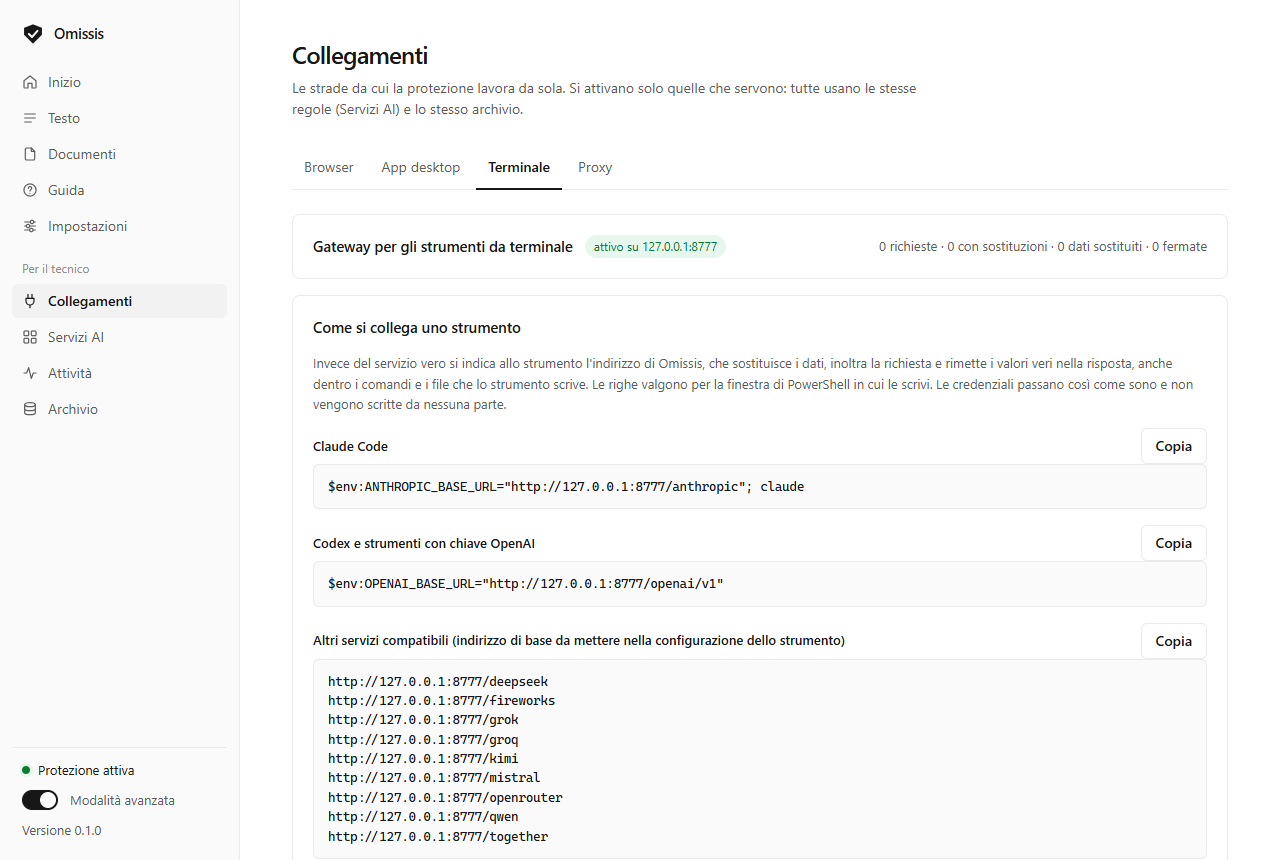 Omissis
Inizio
Testo
Documenti
Guida
Impostazioni
Per il tecnico
Collegamenti
Servizi AI
Attività
Archivio
Protezione attiva
Modalità avanzata
Versione 0.1.0
Collegamenti
Le strade da cui la protezione lavora da sola. Si attivano solo quelle che servono: tutte usano le stesse
regole (Servizi AI) e lo stesso archivio.
Browser App desktop Terminale Proxy
Gateway per gli strumenti da terminale attivo su 127.0.0.1:8777 0 richieste · 0 con sostituzioni · 0 dati sostituiti · 0 fermate
Come si collega uno strumento
Invece del servizio vero si indica allo strumento l'indirizzo di Omissis, che sostituisce i dati, inoltra la richiesta e rimette i valori veri nella risposta, anche
dentro i comandi e i file che lo strumento scrive. Le righe valgono per la finestra di PowerShell in cui le scrivi. Le credenziali passano così come sono e non
vengono scritte da nessuna parte.
Claude Code Copia
$env:ANTHROPIC_BASE_URL="http://127.0.0.1:8777/anthropic"; claude
Codex e strumenti con chiave OpenAI Copia
$env:OPENAI_BASE_URL="http://127.0.0.1:8777/openai/v1"
Altri servizi compatibili (indirizzo di base da mettere nella configurazione dello strumento) Copia
http://127.0.0.1:8777/deepseek
http://127.0.0.1:8777/fireworks
http://127.0.0.1:8777/grok
http://127.0.0.1:8777/groq
http://127.0.0.1:8777/kimi
http://127.0.0.1:8777/mistral
http://127.0.0.1:8777/openrouter
http://127.0.0.1:8777/qwen
http://127.0.0.1:8777/together